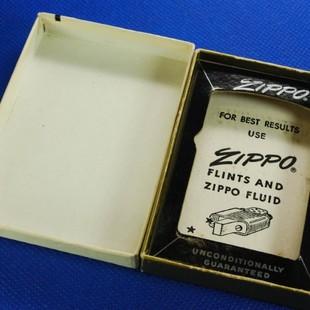 ZIPPO®
FOR BEST RESULTS
USE
ZIPPO®
FLINTS AND
ZIPPO FLUID
UNCONDITIONALLY
GUARANTEED